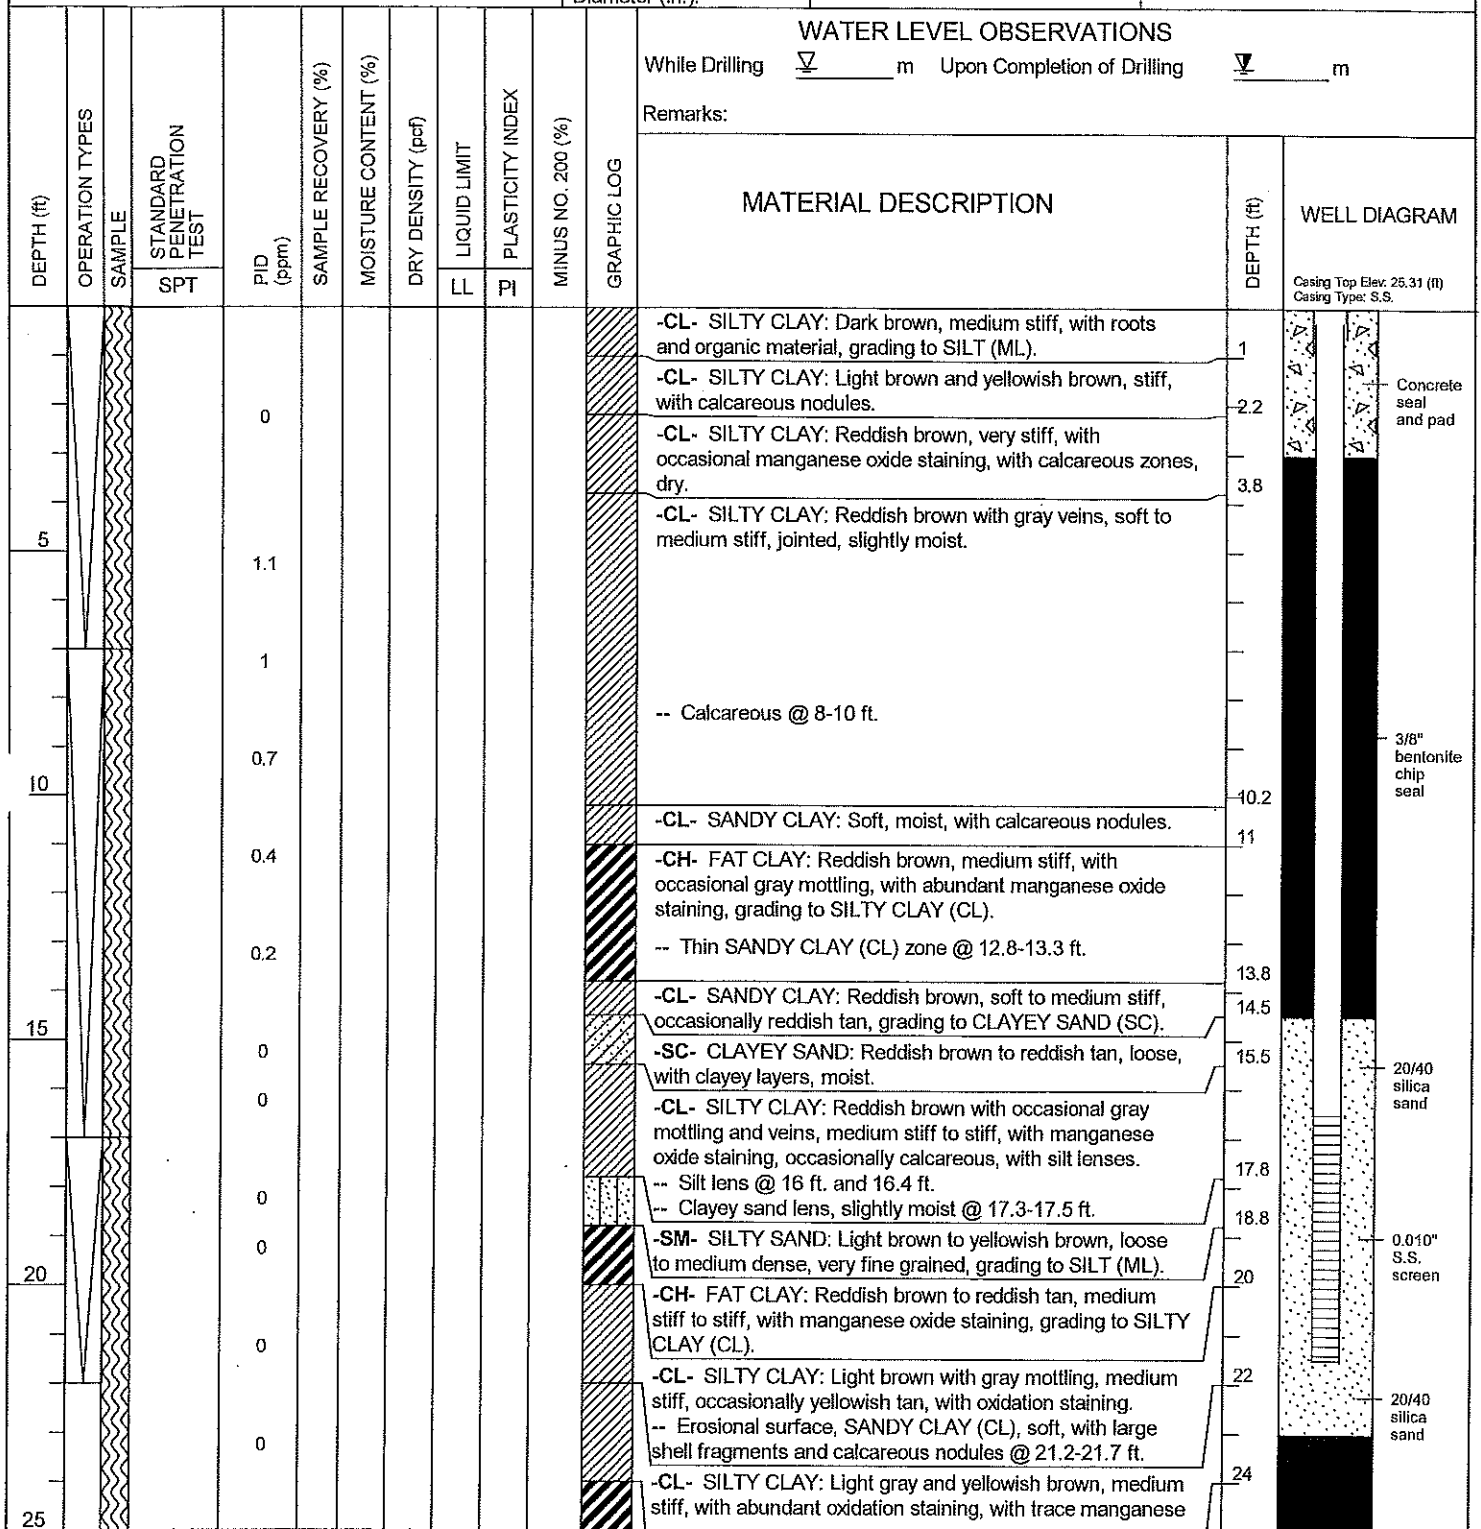 Diameter (in.):
WATER LEVEL OBSERVATIONS
While Drilling m Upon Completion of Drilling m
Remarks:
DEPTH (ft)
OPERATION TYPES
SAMPLE
STANDARD
PENETRATION
TEST
SPT
PID
(ppm)
SAMPLE RECOVERY (%)
MOISTURE CONTENT (%)
DRY DENSITY (pcf)
LIQUID LIMIT
LL
PLASTICITY INDEX
PI
MINUS NO. 200 (%)
GRAPHIC LOG
MATERIAL DESCRIPTION
DEPTH (ft)
WELL DIAGRAM
Casing Top Elev: 25.31 (ft)
Casing Type: S.S.
-CL- SILTY CLAY: Dark brown, medium stiff, with roots
and organic material, grading to SILT (ML).
1
-CL- SILTY CLAY: Light brown and yellowish brown, stiff,
with calcareous nodules.
2.2
Concrete
seal
and pad
0
-CL- SILTY CLAY: Reddish brown, very stiff, with
occasional manganese oxide staining, with calcareous zones,
dry.
3.8
-CL- SILTY CLAY: Reddish brown with gray veins, soft to
medium stiff, jointed, slightly moist.
5
1.1
1
-- Calcareous @ 8-10 ft.
0.7
3/8"
bentonite
chip
seal
10
10.2
-CL- SANDY CLAY: Soft, moist, with calcareous nodules.
11
0.4
-CH- FAT CLAY: Reddish brown, medium stiff, with
occasional gray mottling, with abundant manganese oxide
staining, grading to SILTY CLAY (CL).
-- Thin SANDY CLAY (CL) zone @ 12.8-13.3 ft.
0.2
13.8
-CL- SANDY CLAY: Reddish brown, soft to medium stiff,
occasionally reddish tan, grading to CLAYEY SAND (SC).
14.5
15
0
-SC- CLAYEY SAND: Reddish brown to reddish tan, loose,
with clayey layers, moist.
15.5
20/40
silica
sand
0
-CL- SILTY CLAY: Reddish brown with occasional gray
mottling and veins, medium stiff to stiff, with manganese
oxide staining, occasionally calcareous, with silt lenses.
-- Silt lens @ 16 ft. and 16.4 ft.
-- Clayey sand lens, slightly moist @ 17.3-17.5 ft.
17.8
0
18.8
-SM- SILTY SAND: Light brown to yellowish brown, loose
to medium dense, very fine grained, grading to SILT (ML).
0
0.010"
S.S.
screen
20
20
-CH- FAT CLAY: Reddish brown to reddish tan, medium
stiff to stiff, with manganese oxide staining, grading to SILTY
CLAY (CL).
0
-CL- SILTY CLAY: Light brown with gray mottling, medium
stiff, occasionally yellowish tan, with oxidation staining.
-- Erosional surface, SANDY CLAY (CL), soft, with large
shell fragments and calcareous nodules @ 21.2-21.7 ft.
22
20/40
silica
sand
0
-CL- SILTY CLAY: Light gray and yellowish brown, medium
stiff, with abundant oxidation staining, with trace manganese
24
25